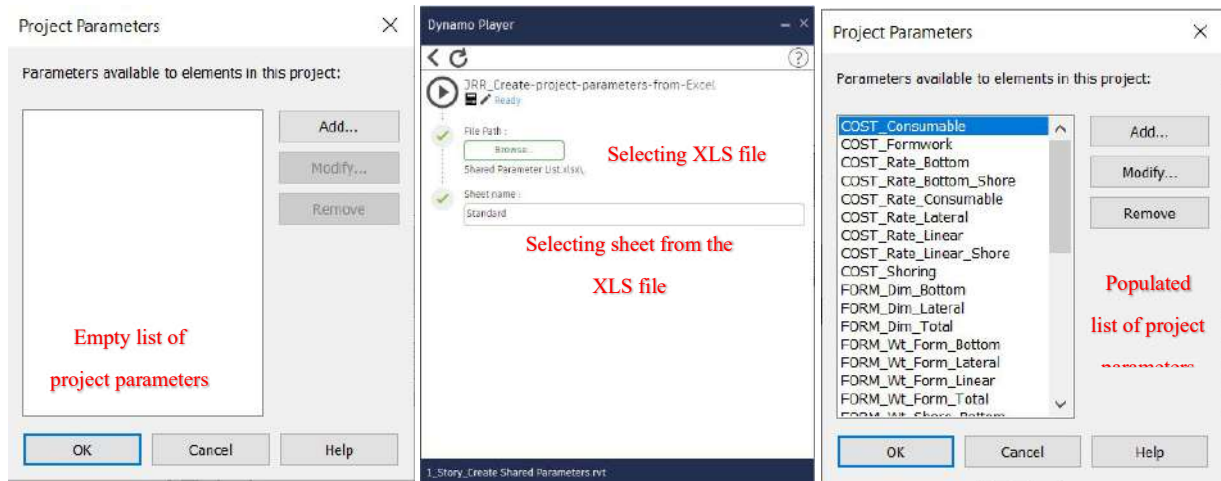 Project Parameters
Parameters available to elements in this project:
Add...
Modify...
Remove
Empty list of
project parameters
OK
Cancel
Help
Dynamo Player
JRR_Create-project-parameters-from-Excel
Ready
File Path :
Browse...
Shared Parameter List.xlsx\
Selecting XLS file
Sheet name :
Standard
Selecting sheet from the
XLS file
1_Story_Create Shared Parameters.rvt
Project Parameters
Parameters available to elements in this project:
COST_Consumable
COST_Formwork
COST_Rate_Bottom
COST_Rate_Bottom_Shore
COST_Rate_Consumable
COST_Rate_Lateral
COST_Rate_Linear
COST_Rate_Linear_Shore
COST_Shoring
FORM_Dim_Bottom
FORM_Dim_Lateral
FORM_Dim_Total
FORM_Wt_Form_Bottom
FORM_Wt_Form_Lateral
FORM_Wt_Form_Linear
FORM_Wt_Form_Total
FORM_Wt_Shore_Bottom
Add...
Modify...
Remove
Populated
list of project
parameters
OK
Cancel
Help